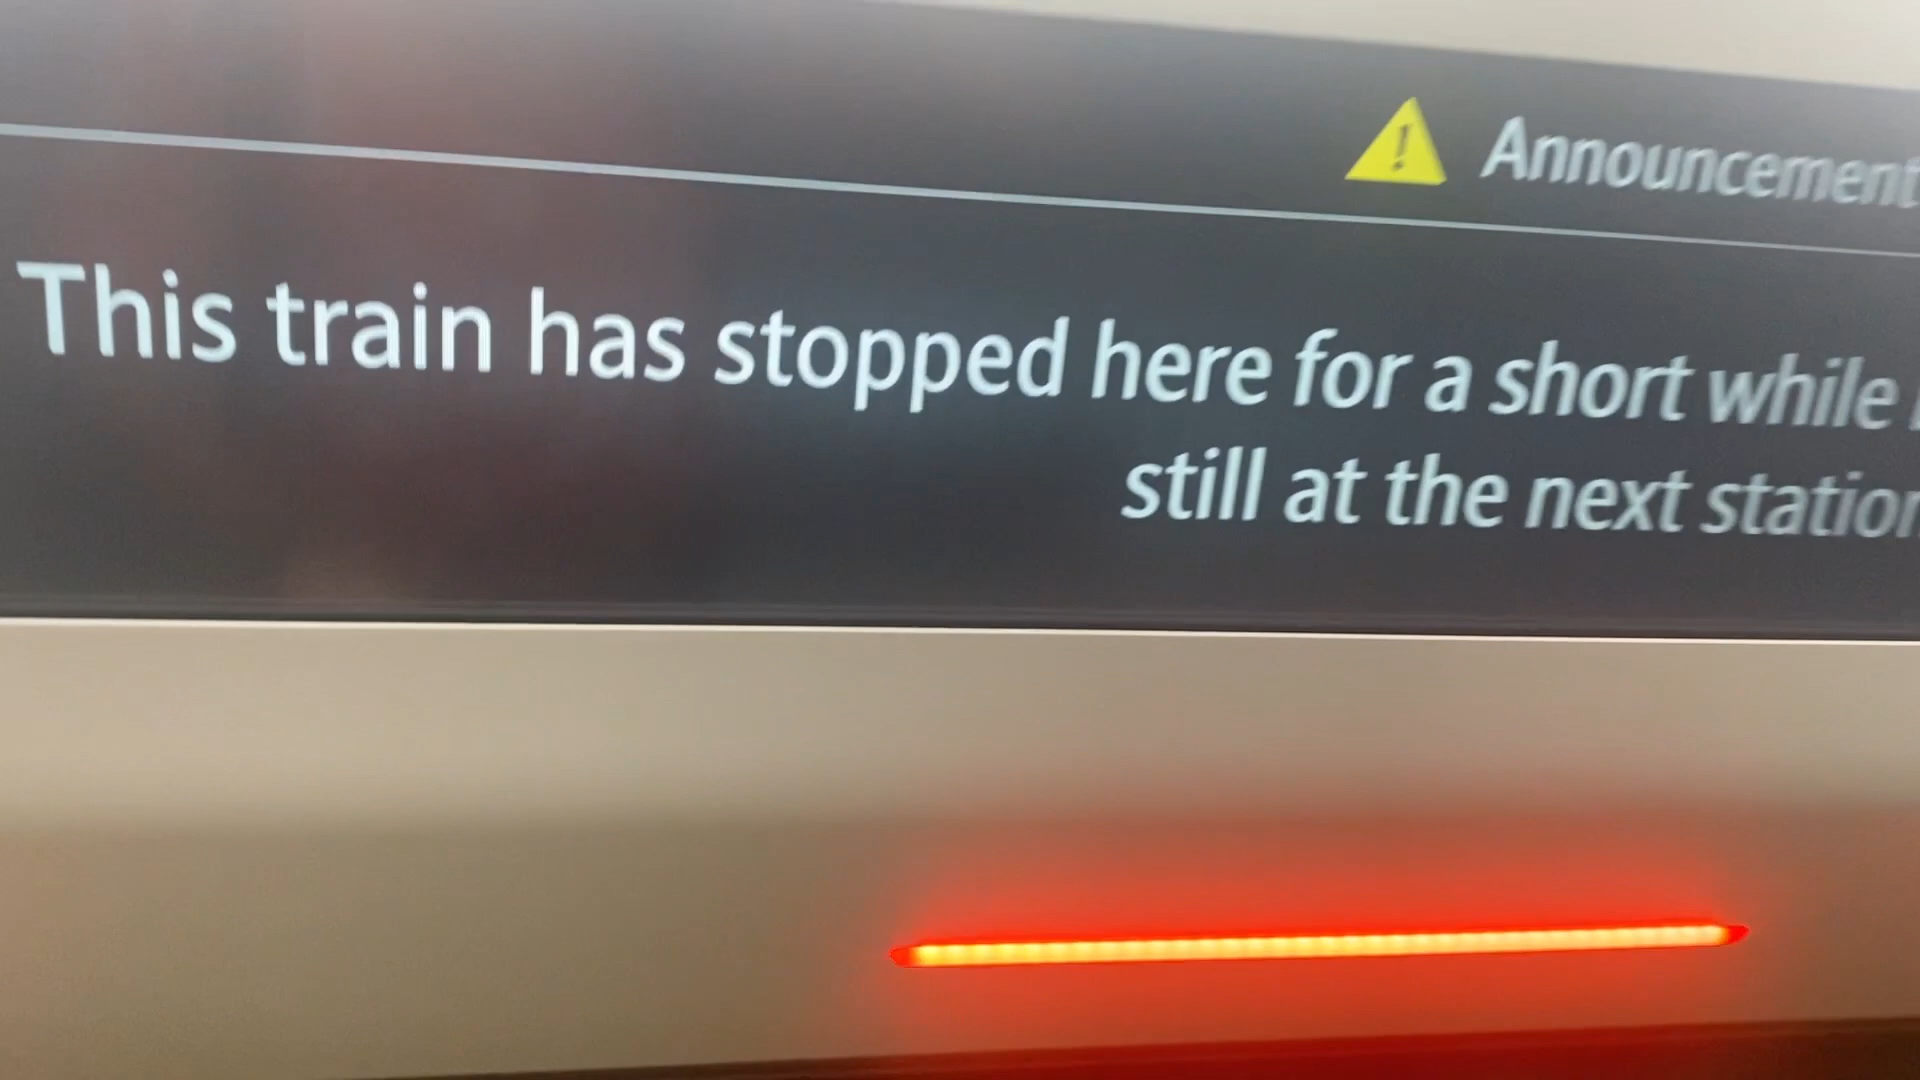 Announcement
This train has stopped here for a short while
still at the next station